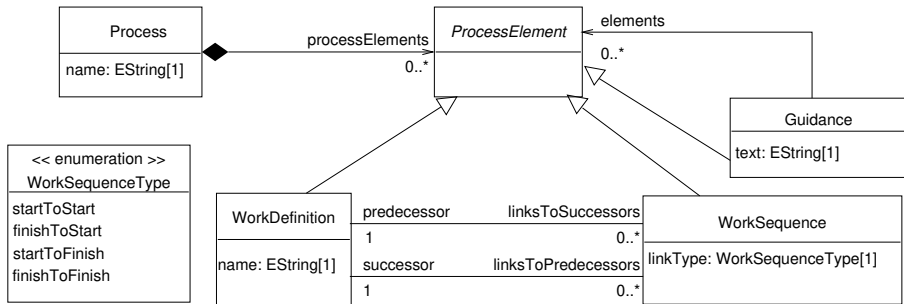 Process
name: EString[1]
processElements
0..*
ProcessElement
elements
0..*
Guidance
text: EString[1]
<< enumeration >>
WorkSequenceType
startToStart
finishToStart
startToFinish
finishToFinish
WorkDefinition
name: EString[1]
predecessor
1
linksToSuccessors
0..*
successor
1
linksToPredecessors
0..*
WorkSequence
linkType: WorkSequenceType[1]